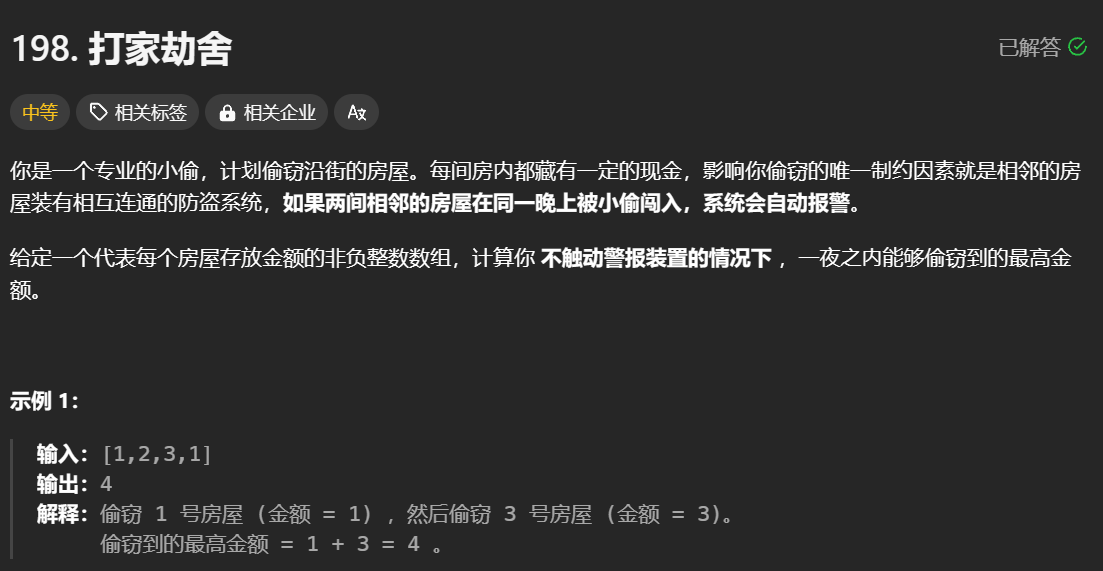 198. 打家劫舍
已解答
中等
相关标签
相关企业
你是一个专业的小偷，计划偷窃沿街的房屋。每间房内都藏有一定的现金，影响你偷窃的唯一制约因素就是相邻的房
屋装有相互连通的防盗系统，如果两间相邻的房屋在同一晚上被小偷闯入，系统会自动报警。
给定一个代表每个房屋存放金额的非负整数数组，计算你 不触动警报装置的情况下 ，一夜之内能够偷窃到的最高金
额。
示例 1：
输入：[1,2,3,1]
输出：4
解释：偷窃 1 号房屋 (金额 = 1) ，然后偷窃 3 号房屋 (金额 = 3)。
偷窃到的最高金额 = 1 + 3 = 4 。